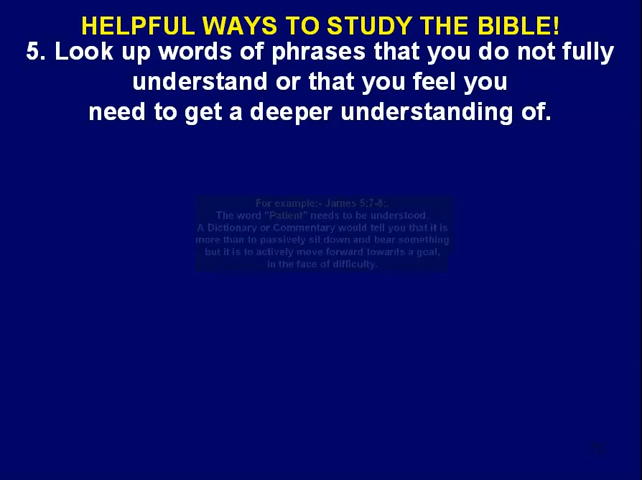 HELPFUL WAYS TO STUDY THE BIBLE!
5. Look up words of phrases that you do not fully
understand or that you feel you
need to get a deeper understanding of.
For example:- James 5:7-8:.
The word "Patient" needs to be understood.
A Dictionary or Commentary would tell you that it is
more than to passively sit down and bear something
but it is to actively move forward towards a goal,
in the face of difficulty.